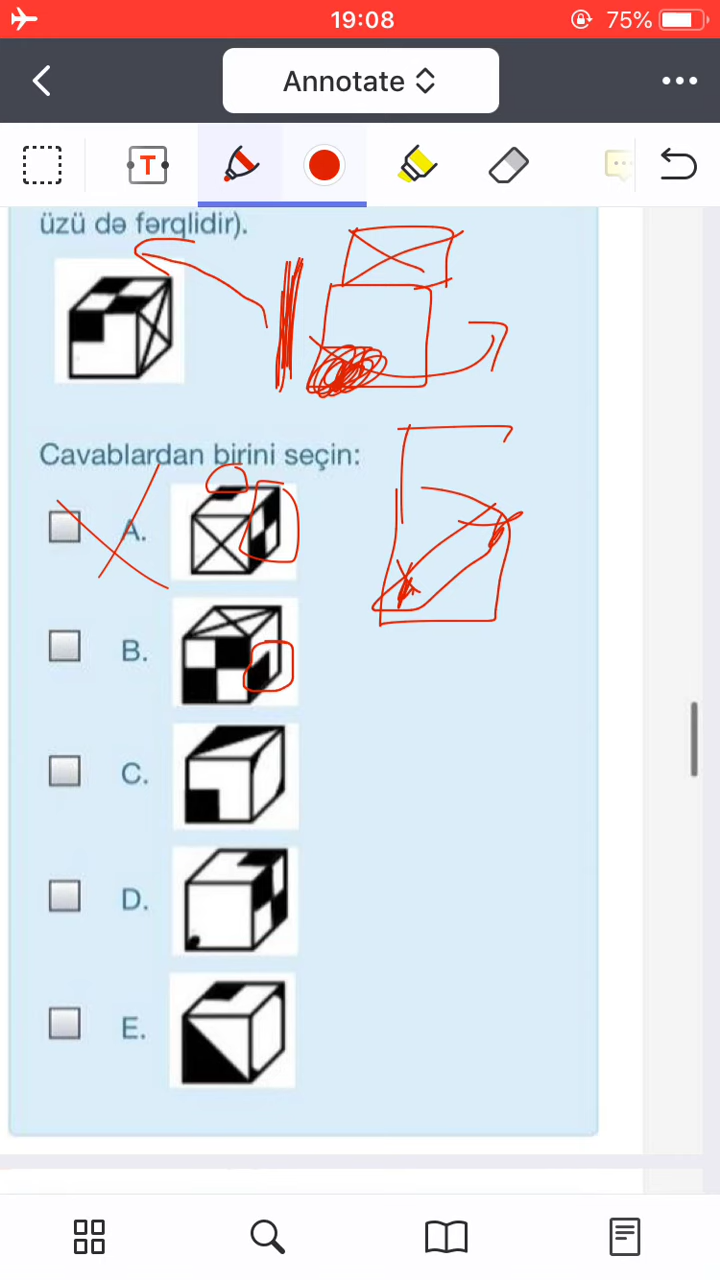 19:08
75%
Annotate
T
üzü də fərqlidir).
Cavablardan birini seçin:
A.
B.
C.
D.
E.